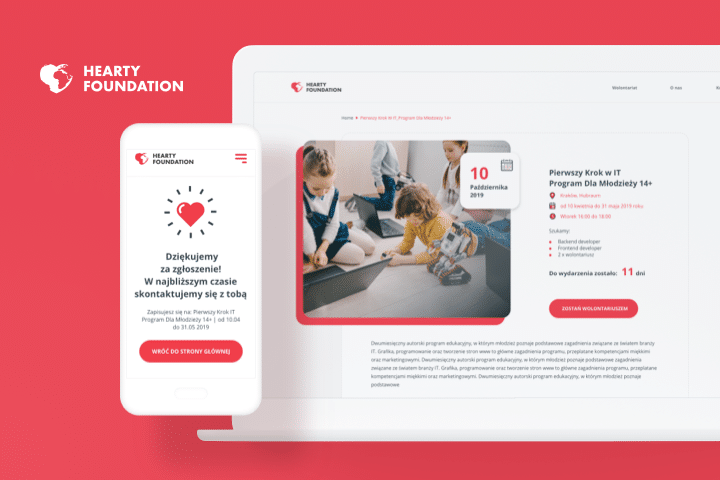 HEARTY
FOUNDATION
HEARTY
FOUNDATION
Dziękujemy
za zgłoszenie!
W najbliższym czasie
skontaktujemy się z tobą
Zapisujesz się na: Pierwszy Krok IT
Program Dla Młodzieży 14+ | od 10.04
do 31.05 2019
WRÓĆ DO STRONY GŁÓWNEJ
HEARTY
FOUNDATION
Wolontariat
O nas
Home
Pierwszy Krok W IT, Program Dla Młodzieży 14+
10
Października
2019
Pierwszy Krok w IT
Program Dla Młodzieży 14+
Kraków, Hubraum
od 10 kwietnia do 31 maja 2019 roku
Wtorek 16:00 do 18:00
Szukamy:
Backend developer
Frontend developer
2 x wolontariusz
Do wydarzenia zostało: 11 dni
ZOSTAŃ WOLONTARIUSZEM
Dwumiesięczny autorski program edukacyjny, w którym młodzież poznaje podstawowe zagadnienia związane ze światem branży
IT. Grafika, programowanie oraz tworzenie stron www to główne zagadnienia programu, przeplatane kompetencjami miękkimi
oraz marketingowymi. Dwumiesięczny autorski program edukacyjny, w którym młodzież poznaje podstawowe zagadnienia
związane ze światem branży IT. Grafika, programowanie oraz tworzenie stron www to główne zagadnienia programu, przeplatane
kompetencjami miękkimi oraz marketingowymi. Dwumiesięczny autorski program edukacyjny, w którym młodzież poznaje
podstawowe